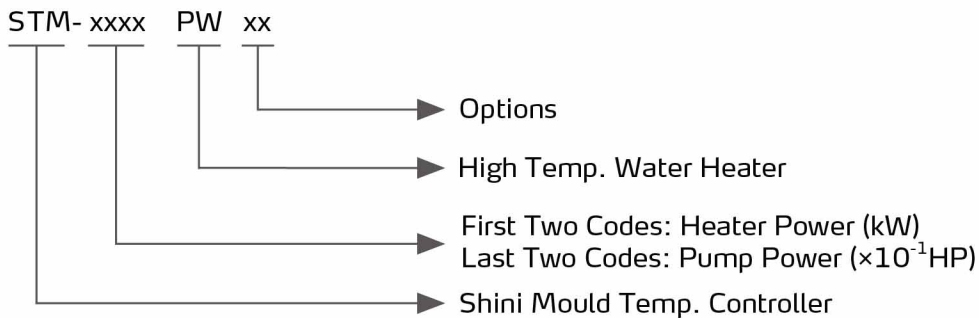 STM- xxxx PW xx
Options
High Temp. Water Heater
First Two Codes: Heater Power (kW)
Last Two Codes: Pump Power (×10⁻¹HP)
Shini Mould Temp. Controller